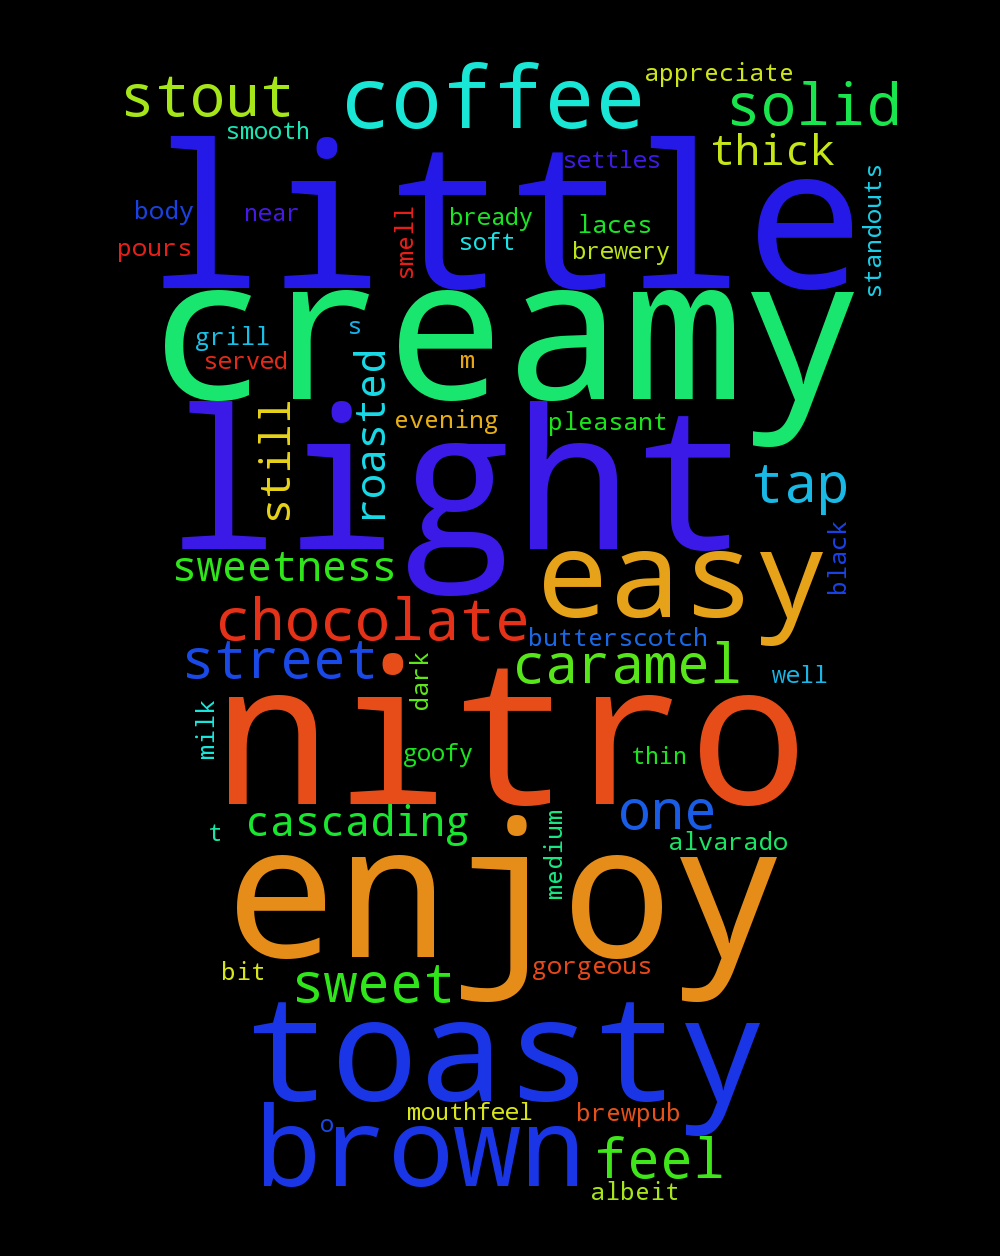 appreciate
stout coffee solid
smooth thick
settles
little
body near smell bready laces standouts
pours soft brewery
creamy
grill s
served roasted m
still evening pleasant
light
tap
black
sweetness easy
chocolate
butterscotch
street caramel
dark well
milk nitro
goofy thin
cascading one
t medium alvarado
enjoy
bit sweet gorgeous
toasty
mouthfeel brewpub
o
brown feel
albeit